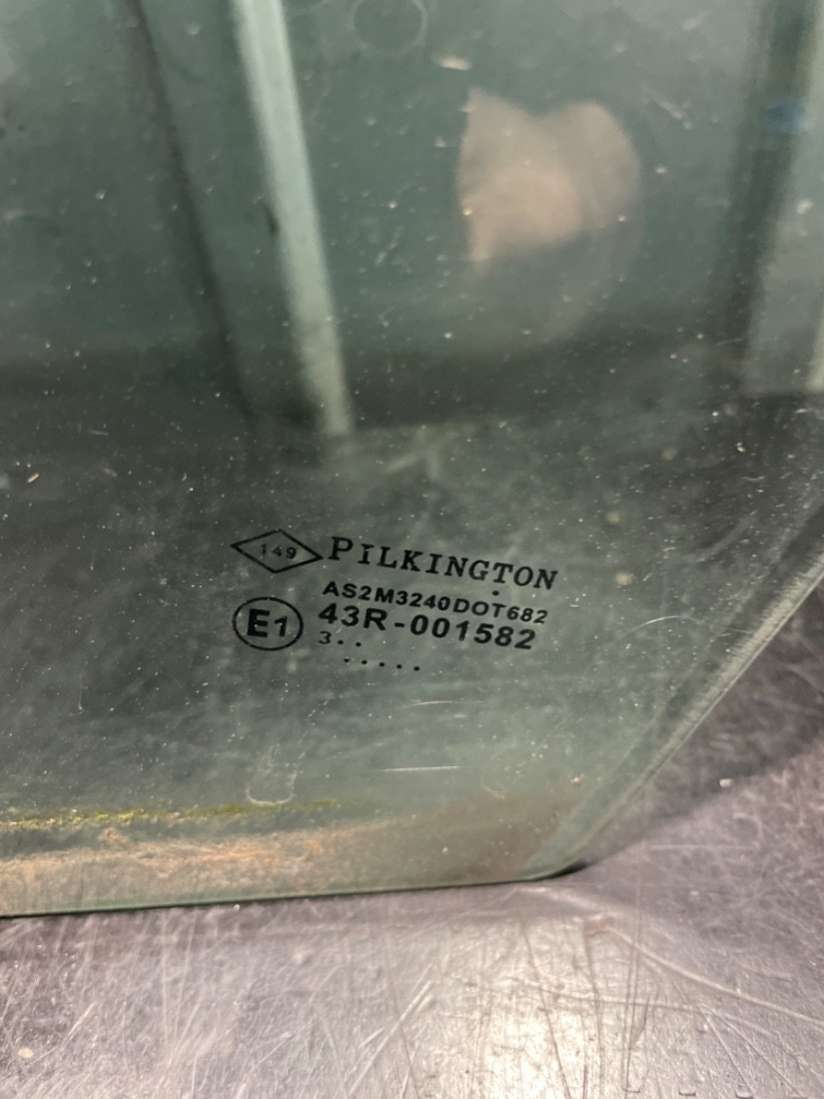 149 PILKINGTON
AS2M3240DOT682
E1 43R-001582
3..
.....